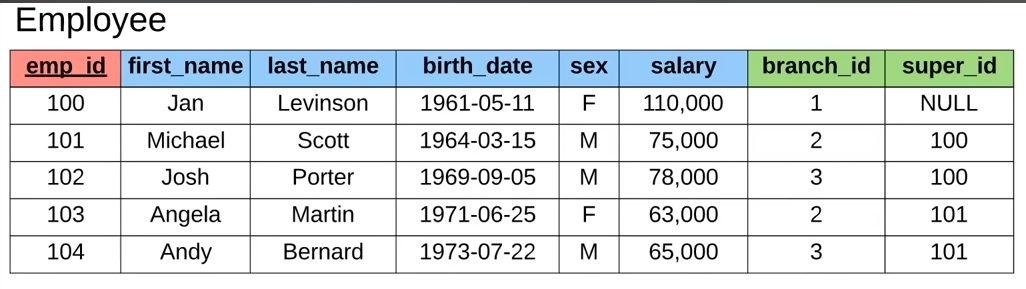 Employee
emp_id first_name last_name birth_date sex salary branch_id super_id
100 Jan Levinson 1961-05-11 F 110,000 1 NULL
101 Michael Scott 1964-03-15 M 75,000 2 100
102 Josh Porter 1969-09-05 M 78,000 3 100
103 Angela Martin 1971-06-25 F 63,000 2 101
104 Andy Bernard 1973-07-22 M 65,000 3 101